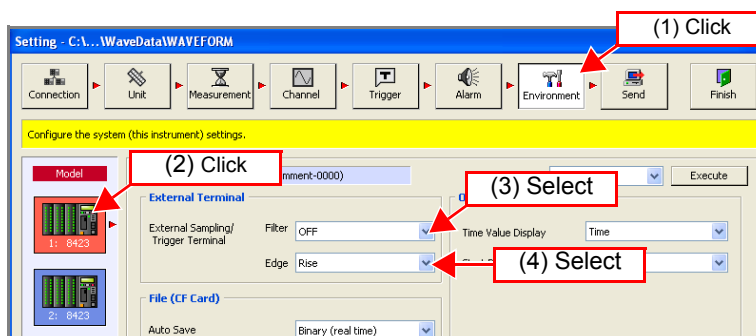 (1) Click
Setting - C:\...\WaveData\WAVEFORM
Connection
Unit
Measurement
Channel
Trigger
Alarm
Environment
Send
Finish
Configure the system (this instrument) settings.
Model
(2) Click
mment-0000)
Execute
(3) Select
External Terminal
1: 8423
External Sampling/
Trigger Terminal
Filter
OFF
Time Value Display
Time
Edge
Rise
(4) Select
2: 8423
File (CF Card)
Auto Save
Binary (real time)